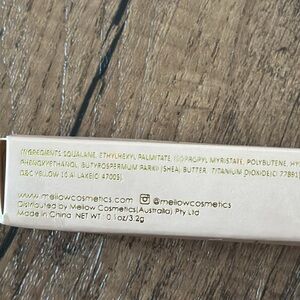 (INGREDIENTS: SQUALANE, ETHYLHEXYL PALMITATE, ISOPROPYL MYRISTATE, POLYBUTENE, HY
PHENOXYETHANOL, BUTYROSPERMUM PARKII (SHEA) BUTTER, TITANIUM DIOXIDE(CI 77891)
D&C YELLOW 10 Al LAKE(C 47005).
www.mellowcosmetics.com @mellowcosmetics
Distributed by Mellow Cosmetics(Australia) Pty Ltd
Made in China NET WT. 0.1oz/3.2g